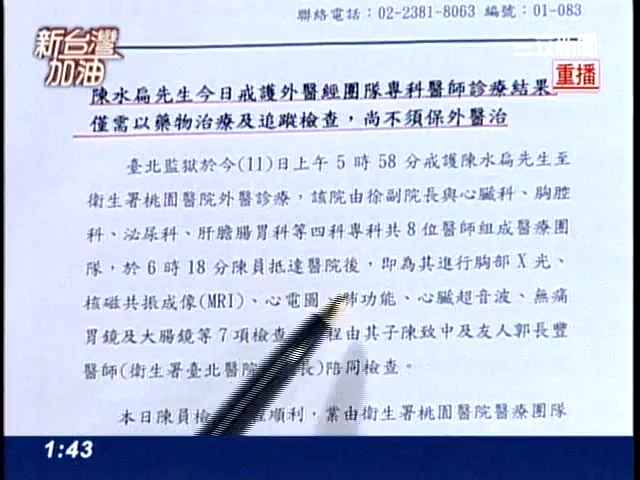 聯絡電話：02-2381-8063 編號：01-083
新台灣
加油
重播
陳水扁先生今日戒護外醫經團隊專科醫師診療結果
僅需以藥物治療及追蹤檢查，尚不須保外醫治
臺北監獄於今(11)日上午5時58分戒護陳水扁先生至
衛生署桃園醫院外醫診療，該院由徐副院長與心臟科、胸腔
科、泌尿科、肝膽腸胃科等四科專科共8位醫師組成醫療團
隊，於6時18分陳員抵達醫院後，即為其進行胸部X光、
核磁共振成像(MRI)、心電圖、肺功能、心臟超音波、無痛
胃鏡及大腸鏡等7項檢查 程由其子陳致中及友人郭長豐
醫師(衛生署臺北醫院 長)陪同檢查。
本日陳員檢 順利，業由衛生署桃園醫院醫療團隊
1:43